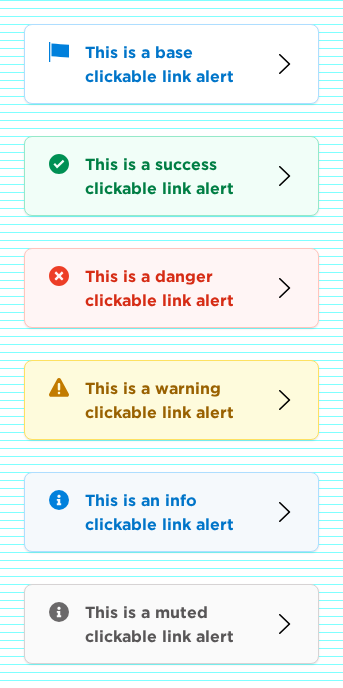 This is a base
clickable link alert
This is a success
clickable link alert
This is a danger
clickable link alert
This is a warning
clickable link alert
This is an info
clickable link alert
This is a muted
clickable link alert